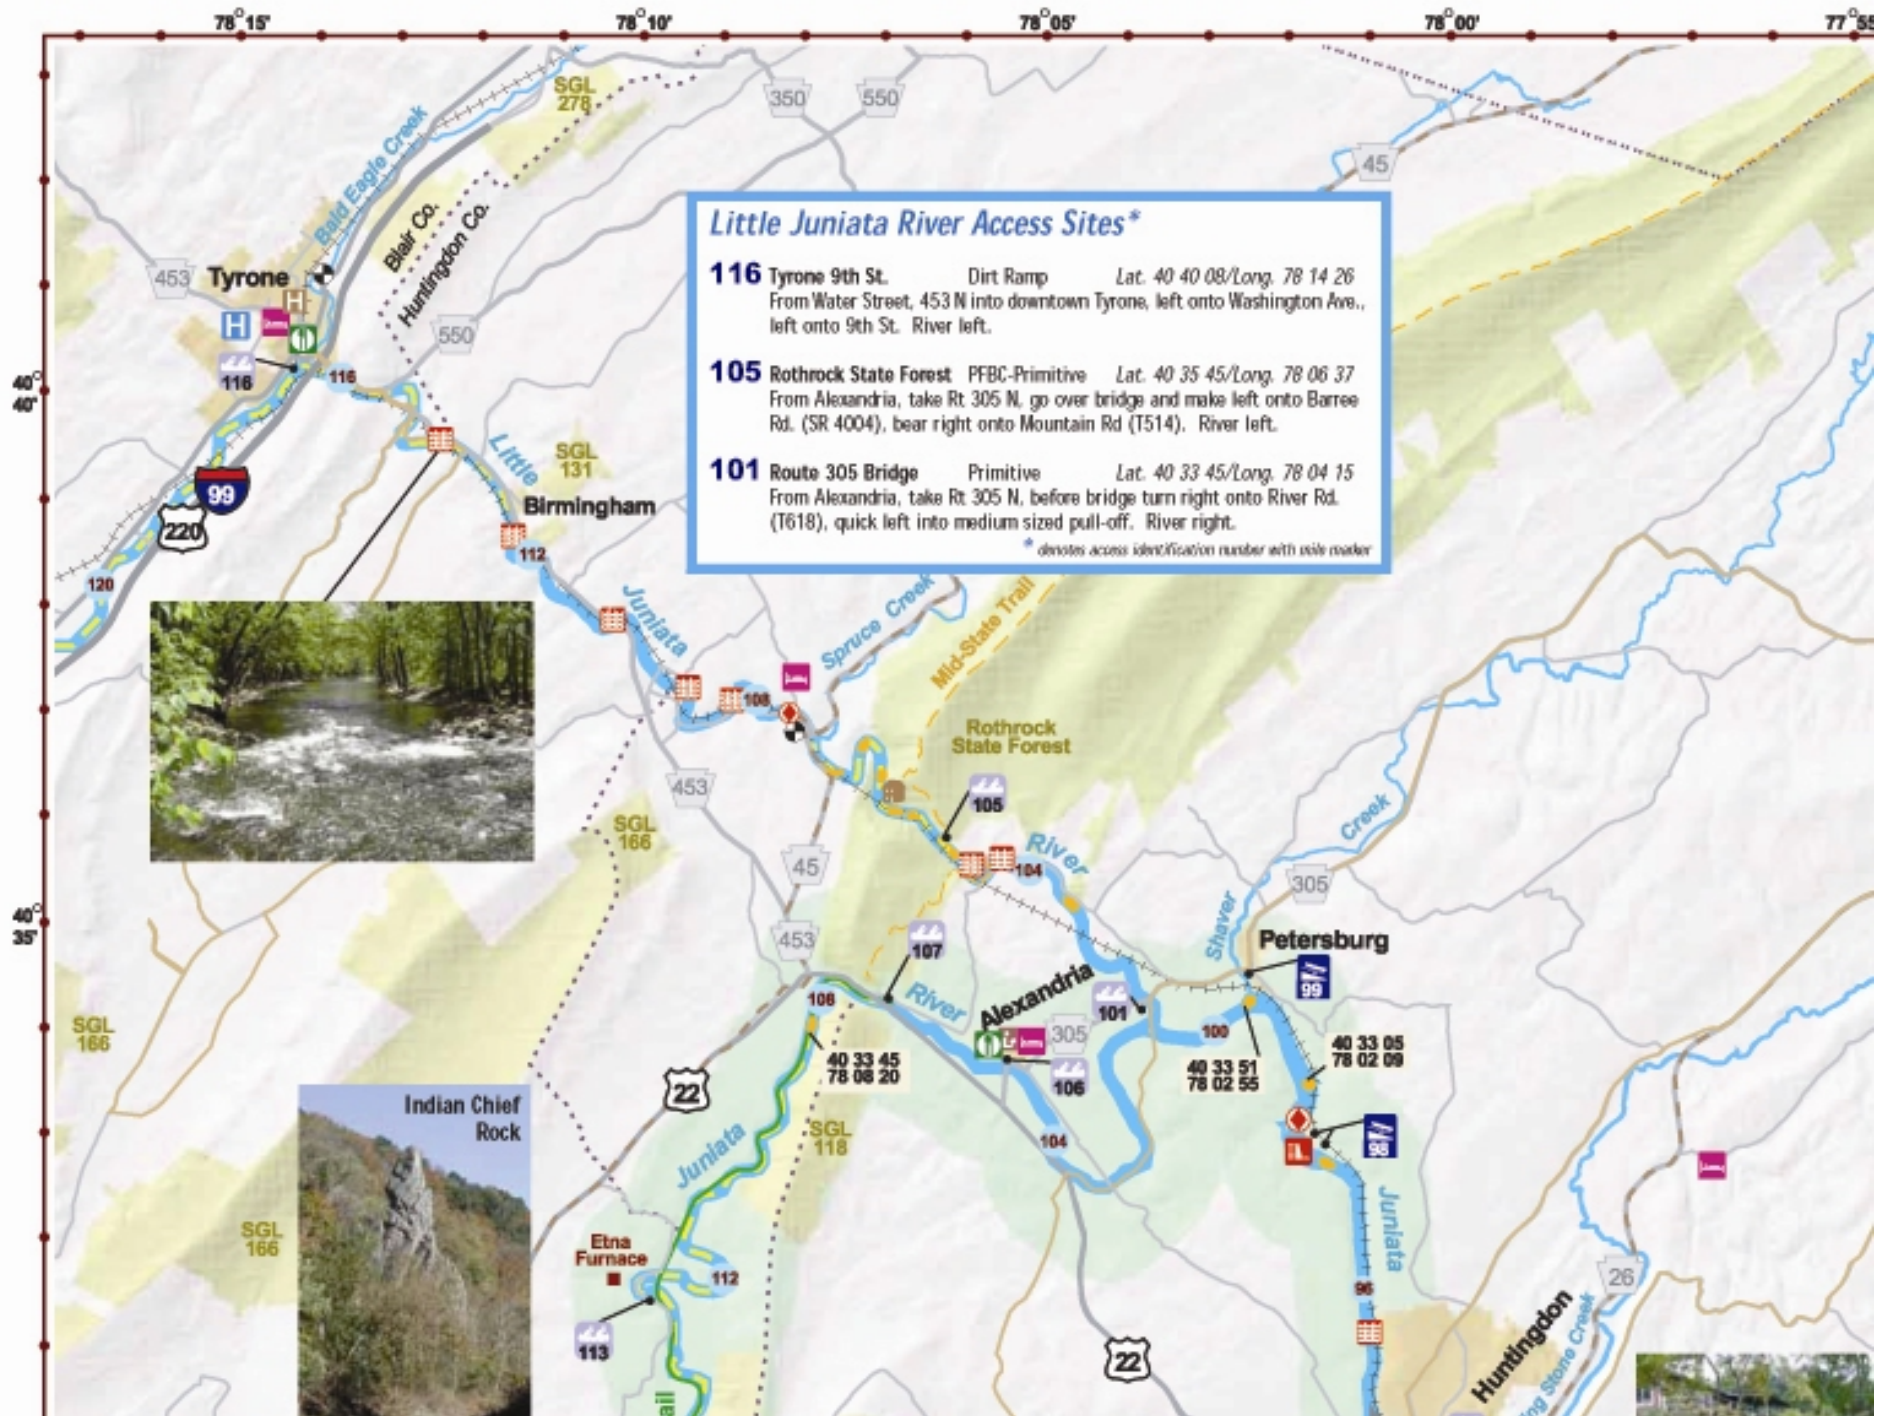 78°15'
78°10'
78°05'
78°00'
77°55
SGL
278
350
550
45
Bald Eagle Creek
Blair Co.
Huntingdon Co.
453
Tyrone
H
H
116
116
550
40°
40'
Little Juniata River Access Sites*
116 Tyrone 9th St. Dirt Ramp Lat. 40 40 08/Long. 78 14 26
From Water Street, 453 N into downtown Tyrone, left onto Washington Ave.,
left onto 9th St. River left.
105 Rothrock State Forest PFBC-Primitive Lat. 40 35 45/Long. 78 06 37
From Alexandria, take Rt 305 N, go over bridge and make left onto Barree
Rd. (SR 4004), bear right onto Mountain Rd (T514). River left.
101 Route 305 Bridge Primitive Lat. 40 33 45/Long. 78 04 15
From Alexandria, take Rt 305 N, before bridge turn right onto River Rd.
(T618), quick left into medium sized pull-off. River right.
* denotes access identification number with mile marker
Little
SGL
131
99
220
Birmingham
112
120
Juniata
Spruce Creek
Mid-State Trail
108
Rothrock
State Forest
453
105
SGL
166
45
River
104
Creek
305
Shaver
40°
35'
453
107
Petersburg
99
108
River
Alexandria
101
305
100
SGL
166
40 33 45
78 08 20
106
40 33 51
78 02 55
40 33 05
78 02 09
22
Indian Chief
Rock
SGL
118
104
98
Juniata
Juniata
SGL
166
Etna
Furnace
112
26
96
113
22
Huntingdon
ng Stone Creek
ail